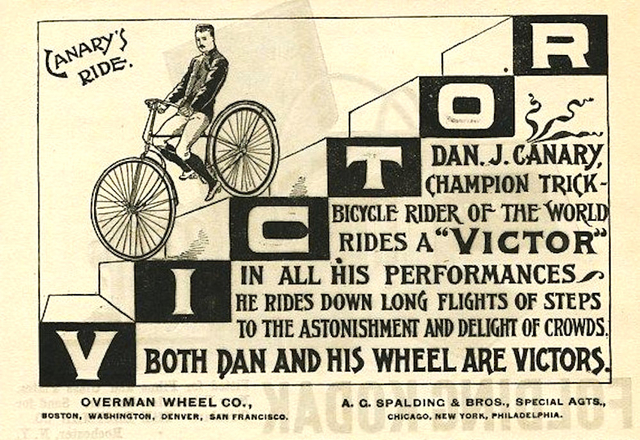 CANARY'S
RIDE.
VICTOR
DAN. J. CANARY,
CHAMPION TRICK-
BICYCLE RIDER OF THE WORLD
RIDES A "VICTOR"
IN ALL HIS PERFORMANCES
HE RIDES DOWN LONG FLIGHTS OF STEPS
TO THE ASTONISHMENT AND DELIGHT OF CROWDS.
BOTH DAN AND HIS WHEEL ARE VICTORS.
OVERMAN WHEEL CO.,
BOSTON, WASHINGTON, DENVER, SAN FRANCISCO.
A. G. SPALDING & BROS., SPECIAL AGTS.,
CHICAGO, NEW YORK, PHILADELPHIA.